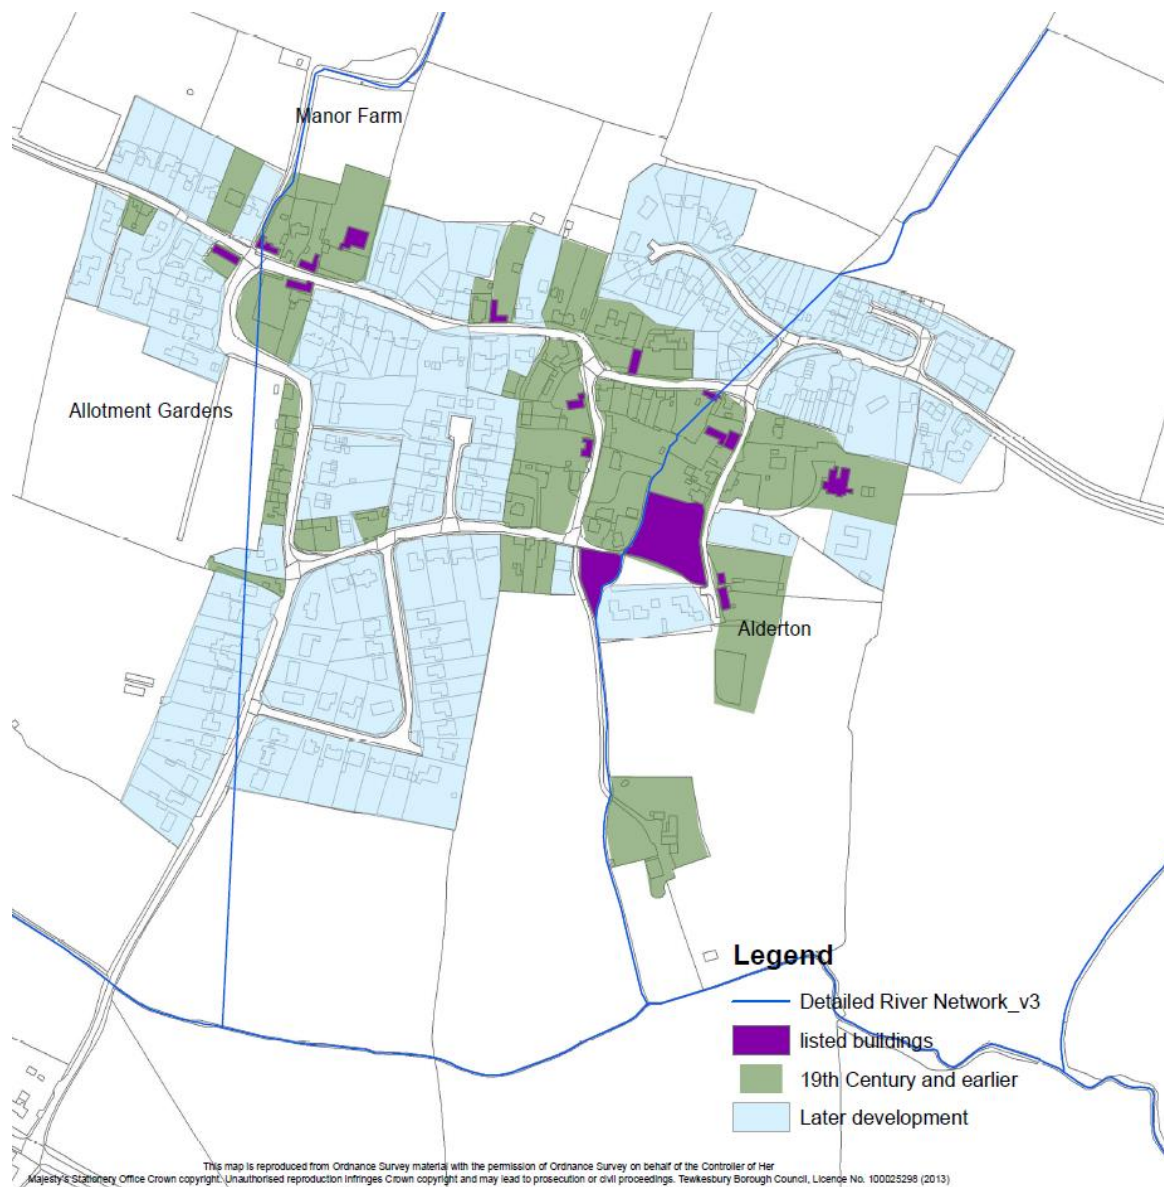 Manor Farm
Allotment Gardens
Alderton
Legend
Detailed River Network_v3
listed buildings
19th Century and earlier
Later development
This map is reproduced from Ordnance Survey material with the permission of Ordnance Survey on behalf of the Controller of Her
Majesty's Stationery Office Crown copyright. Unauthorised reproduction infringes Crown copyright and may lead to prosecution or civil proceedings. Tewkesbury Borough Council, Licence No. 100025298 (2013)